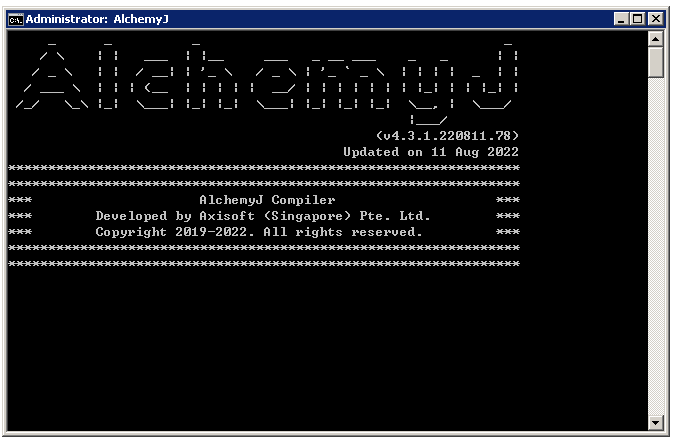 Administrator: AlchemyJ
AlchemyJ
(v4.3.1.220811.78)
Updated on 11 Aug 2022
****************************************************************
****************************************************************
*** AlchemyJ Compiler ***
*** Developed by Axisoft (Singapore) Pte. Ltd. ***
*** Copyright 2019-2022. All rights reserved. ***
****************************************************************
****************************************************************